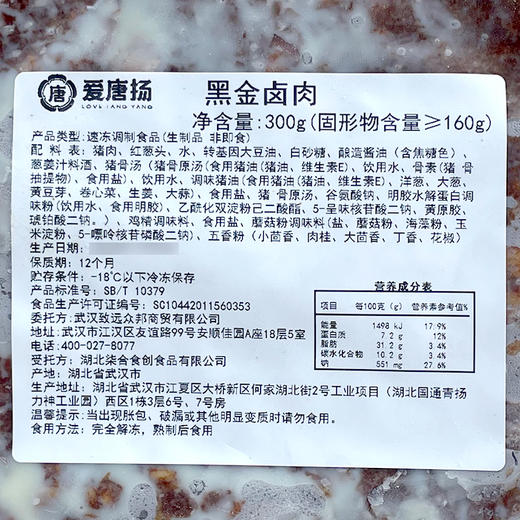 唐 爱唐扬
LOVE TANG YANG
黑金卤肉
净含量:300g(固形物含量≥160g)
产品类型:速冻调制食品(生制品 非即食)
配 料 表:猪肉、红葱头、水、转基因大豆油、白砂糖、酿造酱油(含焦糖色)、
葱姜汁料酒、猪骨汤(猪骨原汤(食用猪油(猪油、维生素E)、饮用水、骨素(猪 骨
抽提物)、食用盐)、饮用水、调味猪油(食用猪油(猪油、维生素E)、洋葱、大葱、
黄豆芽、卷心菜、生姜、大蒜)、食用盐、猪 骨原汤、谷氨酸钠、明胶水解蛋白调
味粉(饮用水、食用明胶)、乙酰化双淀粉己二酸酯、5-呈味核苷酸二钠、黄原胶、
琥珀酸二钠。)、鸡精调味料、食用盐、蘑菇粉调味料(盐、蘑菇粉、海藻粉、玉
米淀粉、5-嘌呤核苷磷酸二钠)、五香粉(小茴香、肉桂、大茴香、丁香、花椒)
生产日期:
保质期:12个月
贮存条件:-18℃以下冷冻保存
产品标准号:SB/T 10379
食品生产许可证编号:SC10442011560353
委托方:武汉致远众邦商贸有限公司
地址:武汉市江汉区友谊路99号安顺佳园A座18层5室
电话:400-027-8077
受托方:湖北柒合食创食品有限公司
产地:湖北省武汉市
生产地址:湖北省武汉市江夏区大桥新区何家湖北街2号工业项目(湖北国通青扬
力神工业园)西区1栋3层6号、7号房
温馨提示:当出现胀包、破漏或其他明显变质时请勿食用。
食用方法:完全解冻,熟制后食用
营养成分表
项目 每100克(g) 营养素参考值%
能量 1498 kJ 17.9%
蛋白质 7.2 g 12%
脂肪 31.2 g 3.4%
碳水化合物 10.2 g 3.4%
钠 551 mg 27.6%